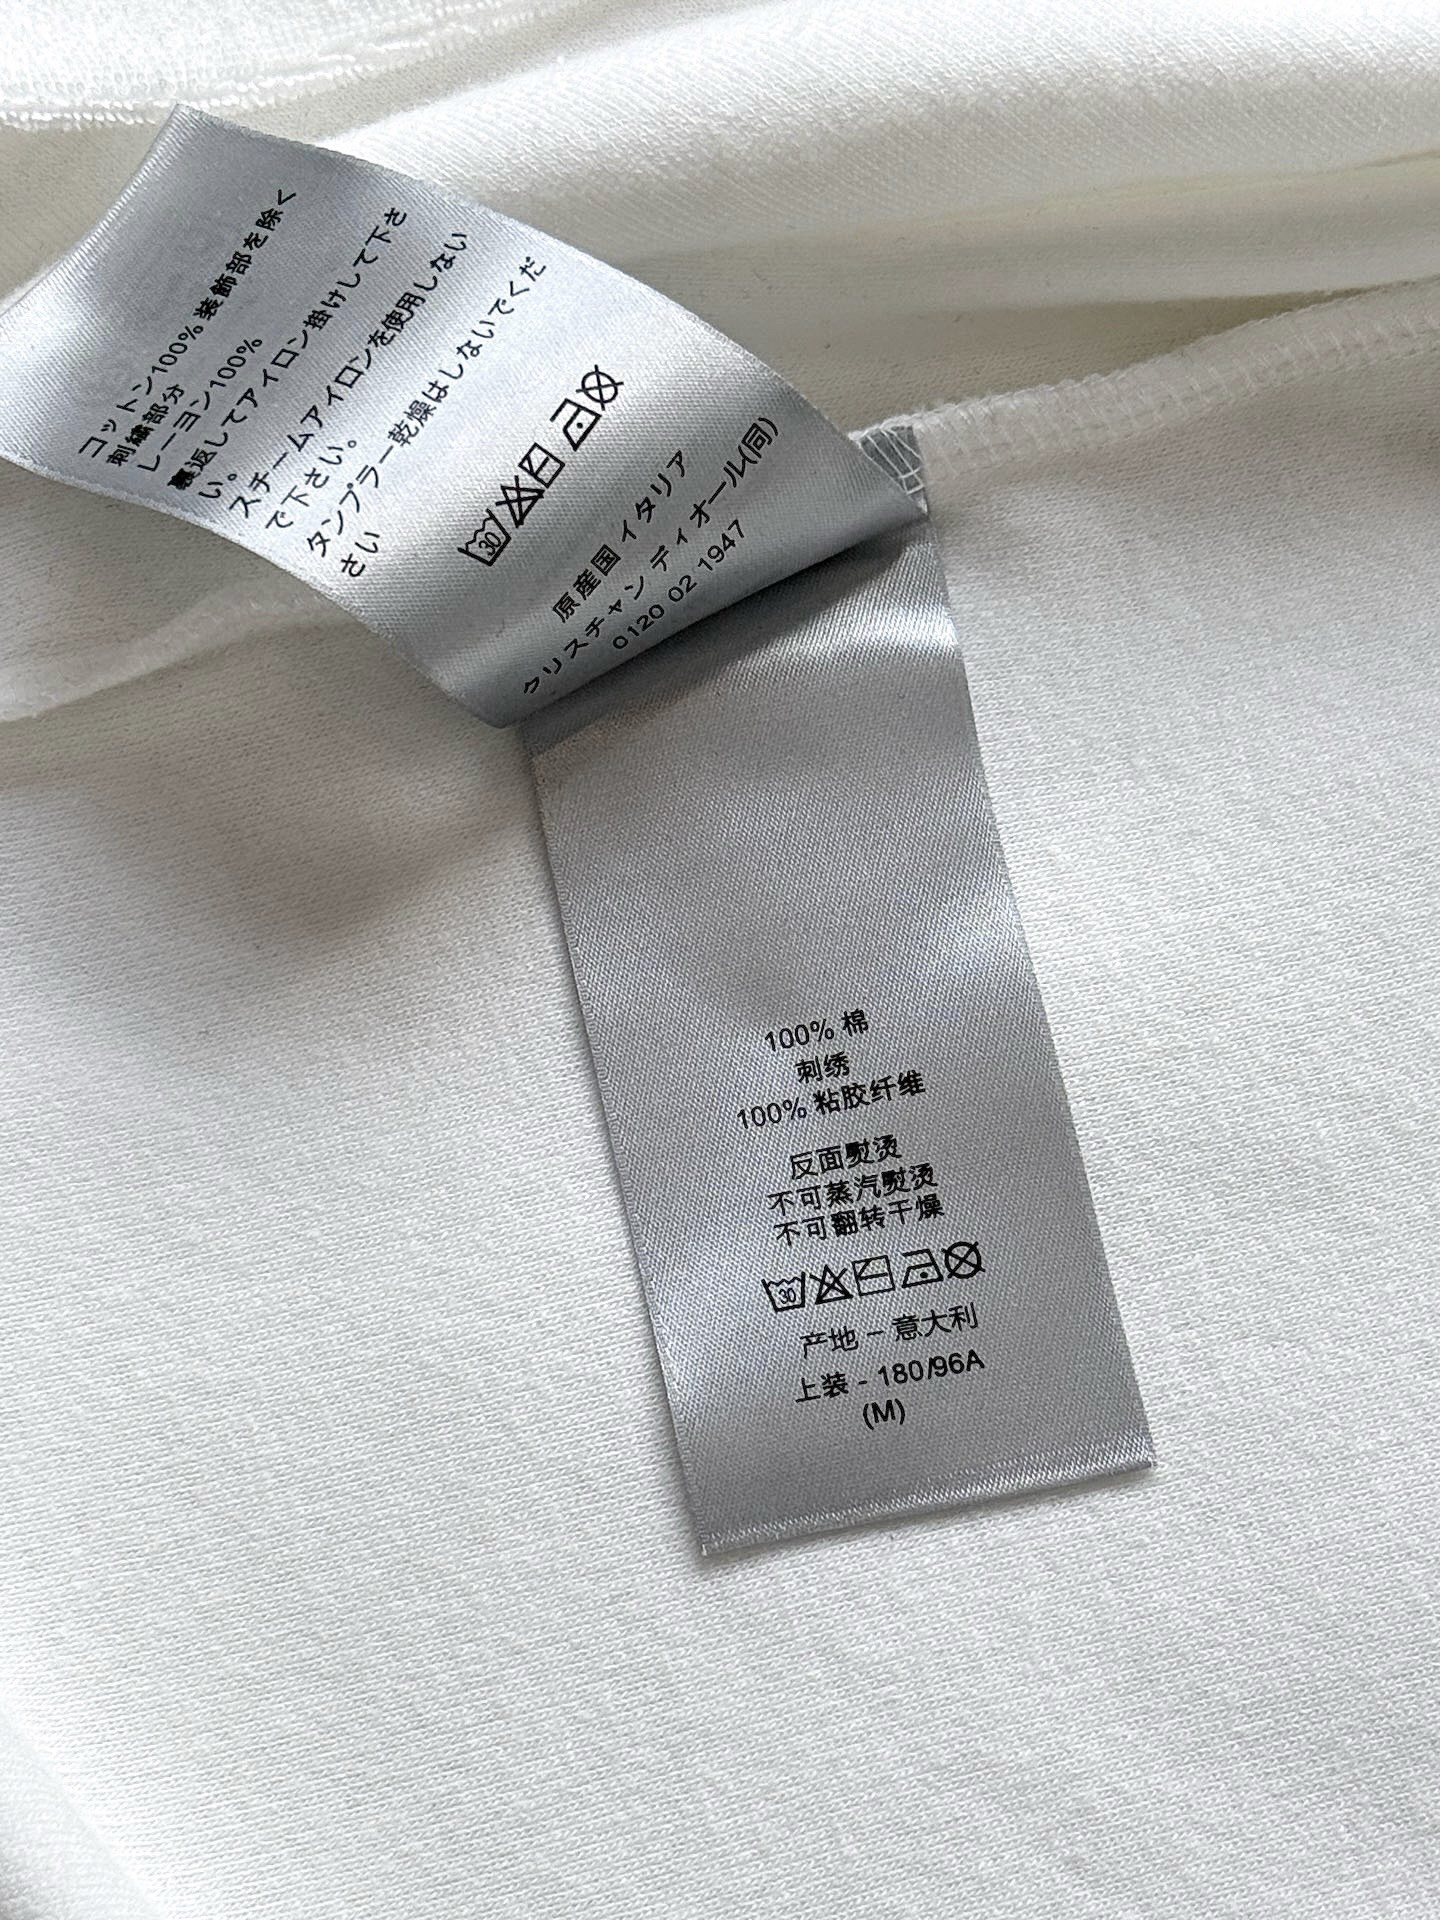 コットン100% 装飾部を除く
刺繍部分
レーヨン100%
裏返してアイロン掛けして下さ
い。
スチームアイロンを使用しない
で下さい。
タンブラー乾燥はしないでくだ
さい
30
原産国 イタリア
クリスチャン ディオール(同)
0120 02 1947
100% 棉
刺绣
100% 粘胶纤维
反面熨烫
不可蒸汽熨烫
不可翻转干燥
30
产地 – 意大利
上装 - 180/96A
(M)